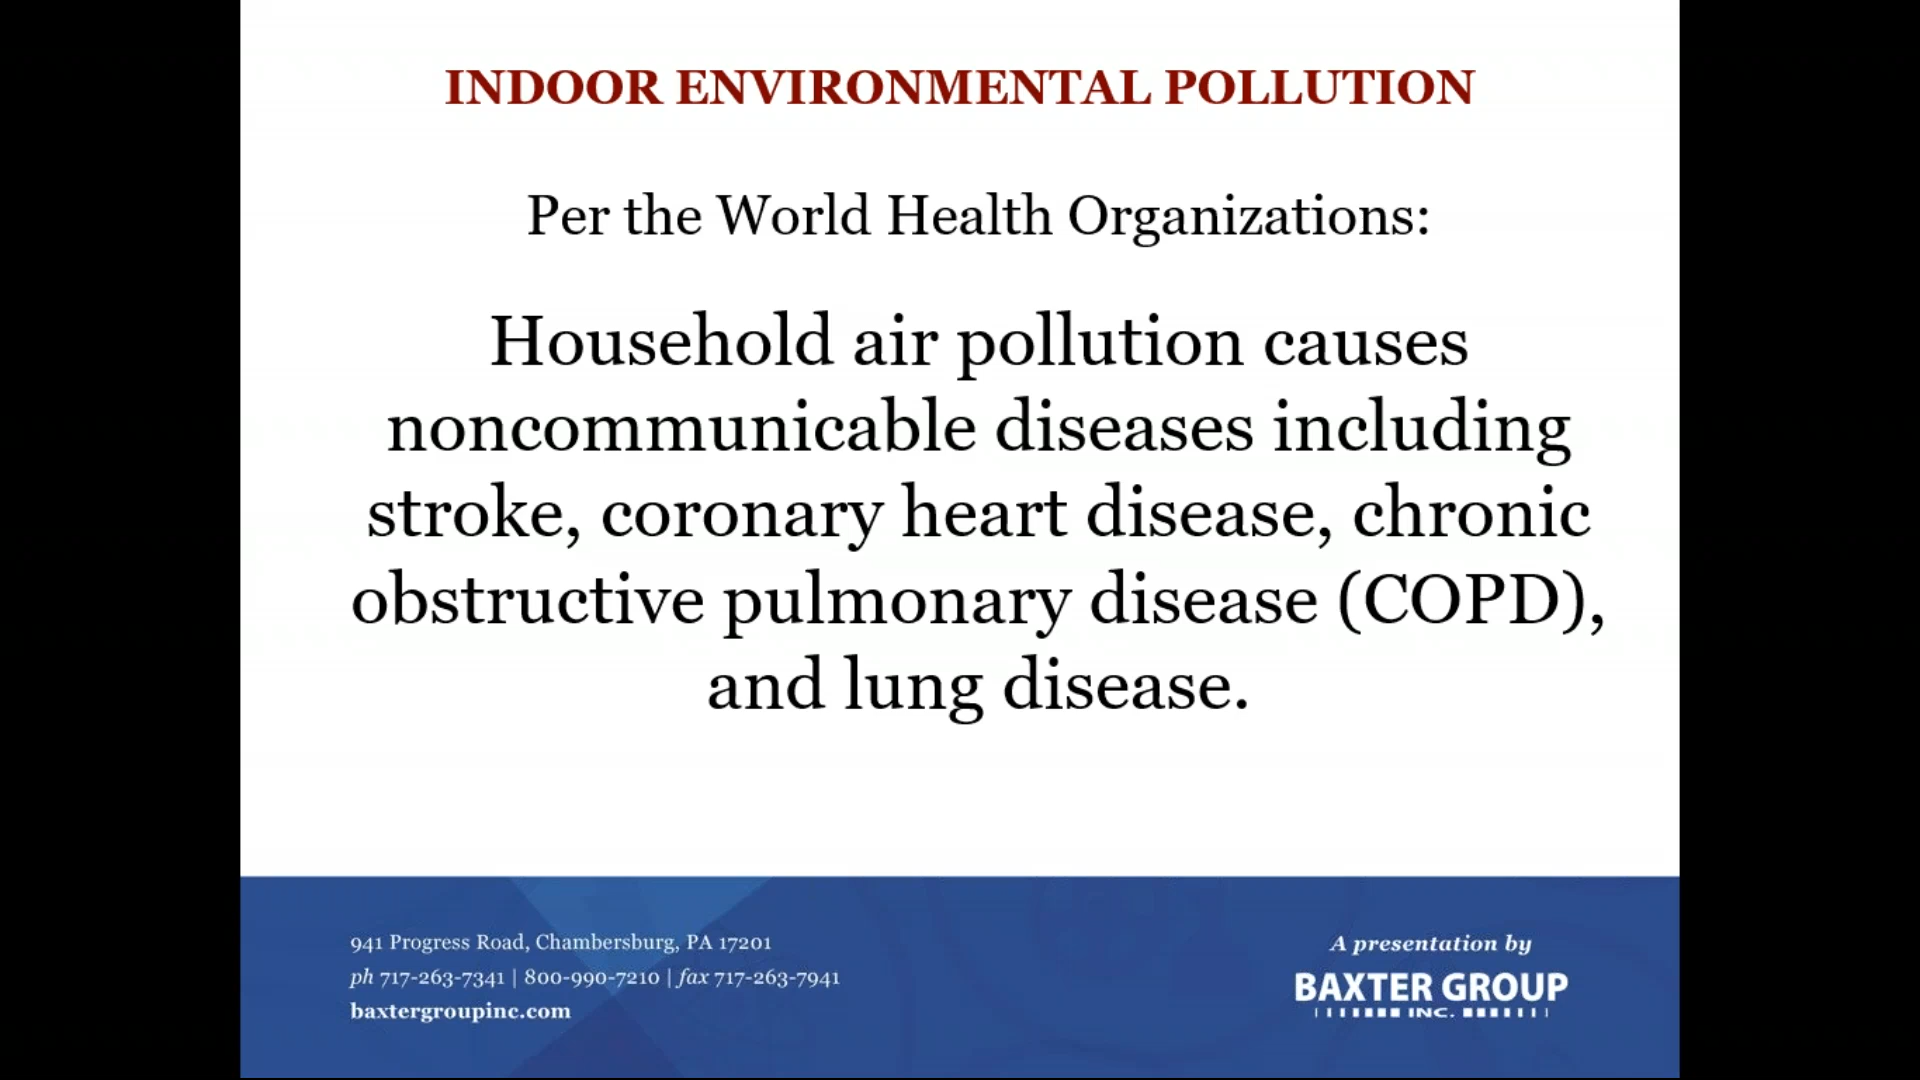 INDOOR ENVIRONMENTAL POLLUTION
Per the World Health Organizations:
Household air pollution causes
noncommunicable diseases including
stroke, coronary heart disease, chronic
obstructive pulmonary disease (COPD),
and lung disease.
941 Progress Road, Chambersburg, PA 17201
ph 717-263-7341 | 800-990-7210 | fax 717-263-7941
baxtergroupinc.com
A presentation by
BAXTER GROUP
INC.